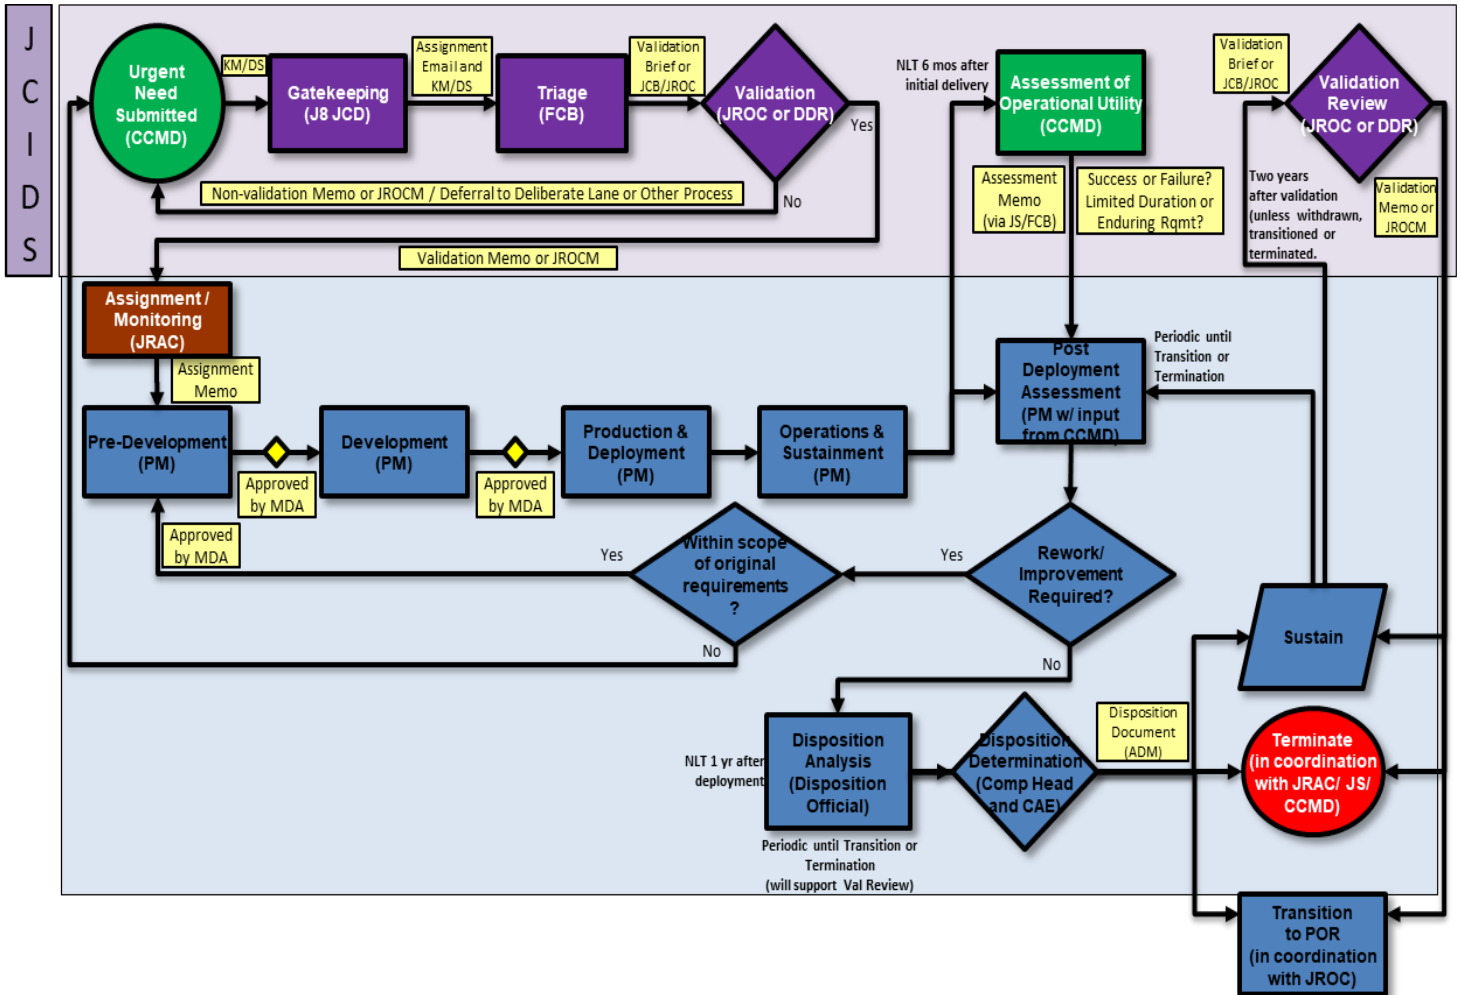 J
C
I
D
S
Urgent
Need
Submitted
(CCMD)
KM/DS
Gatekeeping
(J8 JCD)
Assignment
Email and
KM/DS
Triage
(FCB)
Validation
Brief or
JCB/JROC
Validation
(JROC or DDR)
Yes
No
Non-validation Memo or JROCM / Deferral to Deliberate Lane or Other Process
Validation Memo or JROCM
NLT 6 mos after
initial delivery
Assessment of
Operational Utility
(CCMD)
Assessment
Memo
(via JS/FCB)
Success or Failure?
Limited Duration or
Enduring Rqmt?
Validation
Brief or
JCB/JROC
Validation
Review
(JROC or DDR)
Two years
after validation
(unless withdrawn,
transitioned or
terminated.
Validation
Memo or
JROCM
Assignment /
Monitoring
(JRAC)
Assignment
Memo
Pre-Development
(PM)
Approved
by MDA
Development
(PM)
Approved
by MDA
Production &
Deployment
(PM)
Operations &
Sustainment
(PM)
Post
Deployment
Assessment
(PM w/ input
from CCMD)
Periodic until
Transition or
Termination
Approved
by MDA
Yes
Within scope
of original
requirements
?
Yes
Rework/
Improvement
Required?
No
No
Sustain
NLT 1 yr after
deployment
Disposition
Analysis
(Disposition
Official)
Periodic until Transition or
Termination
(will support Val Review)
Disposition
Determination
(Comp Head
and CAE)
Disposition
Document
(ADM)
Terminate
(in coordination
with JRAC/ JS/
CCMD)
Transition
to POR
(in coordination
with JROC)